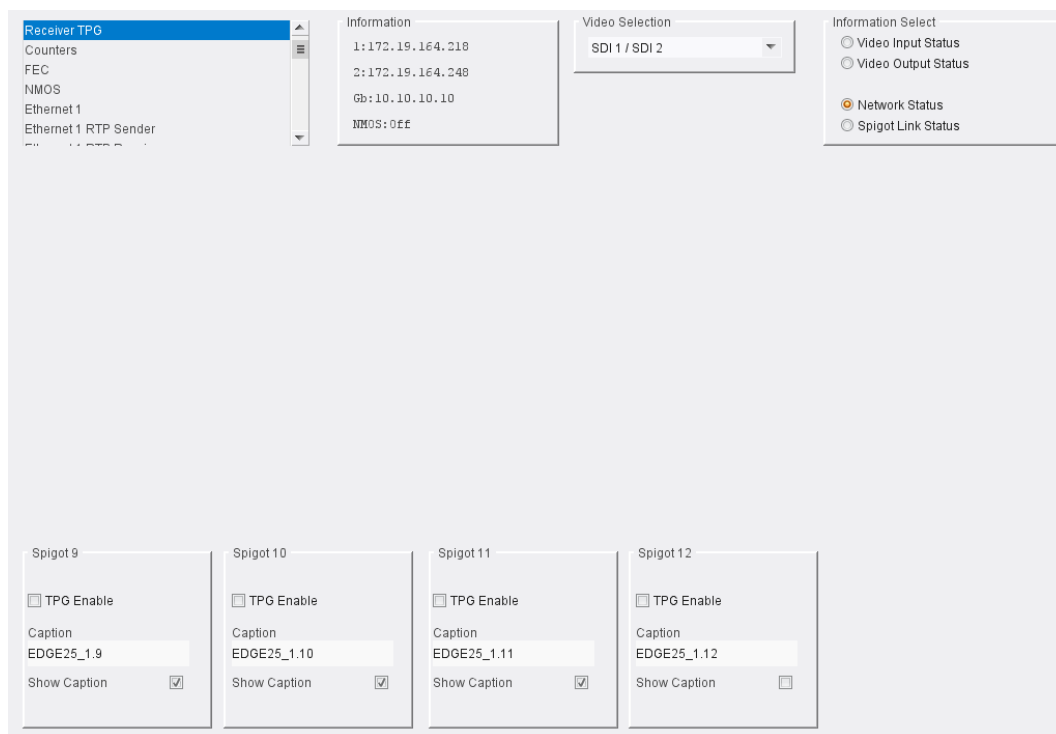 Receiver TPG
Counters
FEC
NMOS
Ethernet 1
Ethernet 1 RTP Sender
Information
1:172.19.164.218
2:172.19.164.248
Gb:10.10.10.10
NMOS:Off
Video Selection
SDI 1 / SDI 2
Information Select
Video Input Status
Video Output Status
Network Status
Spigot Link Status
Spigot 9
TPG Enable
Caption
EDGE25_1.9
Show Caption
Spigot 10
TPG Enable
Caption
EDGE25_1.10
Show Caption
Spigot 11
TPG Enable
Caption
EDGE25_1.11
Show Caption
Spigot 12
TPG Enable
Caption
EDGE25_1.12
Show Caption